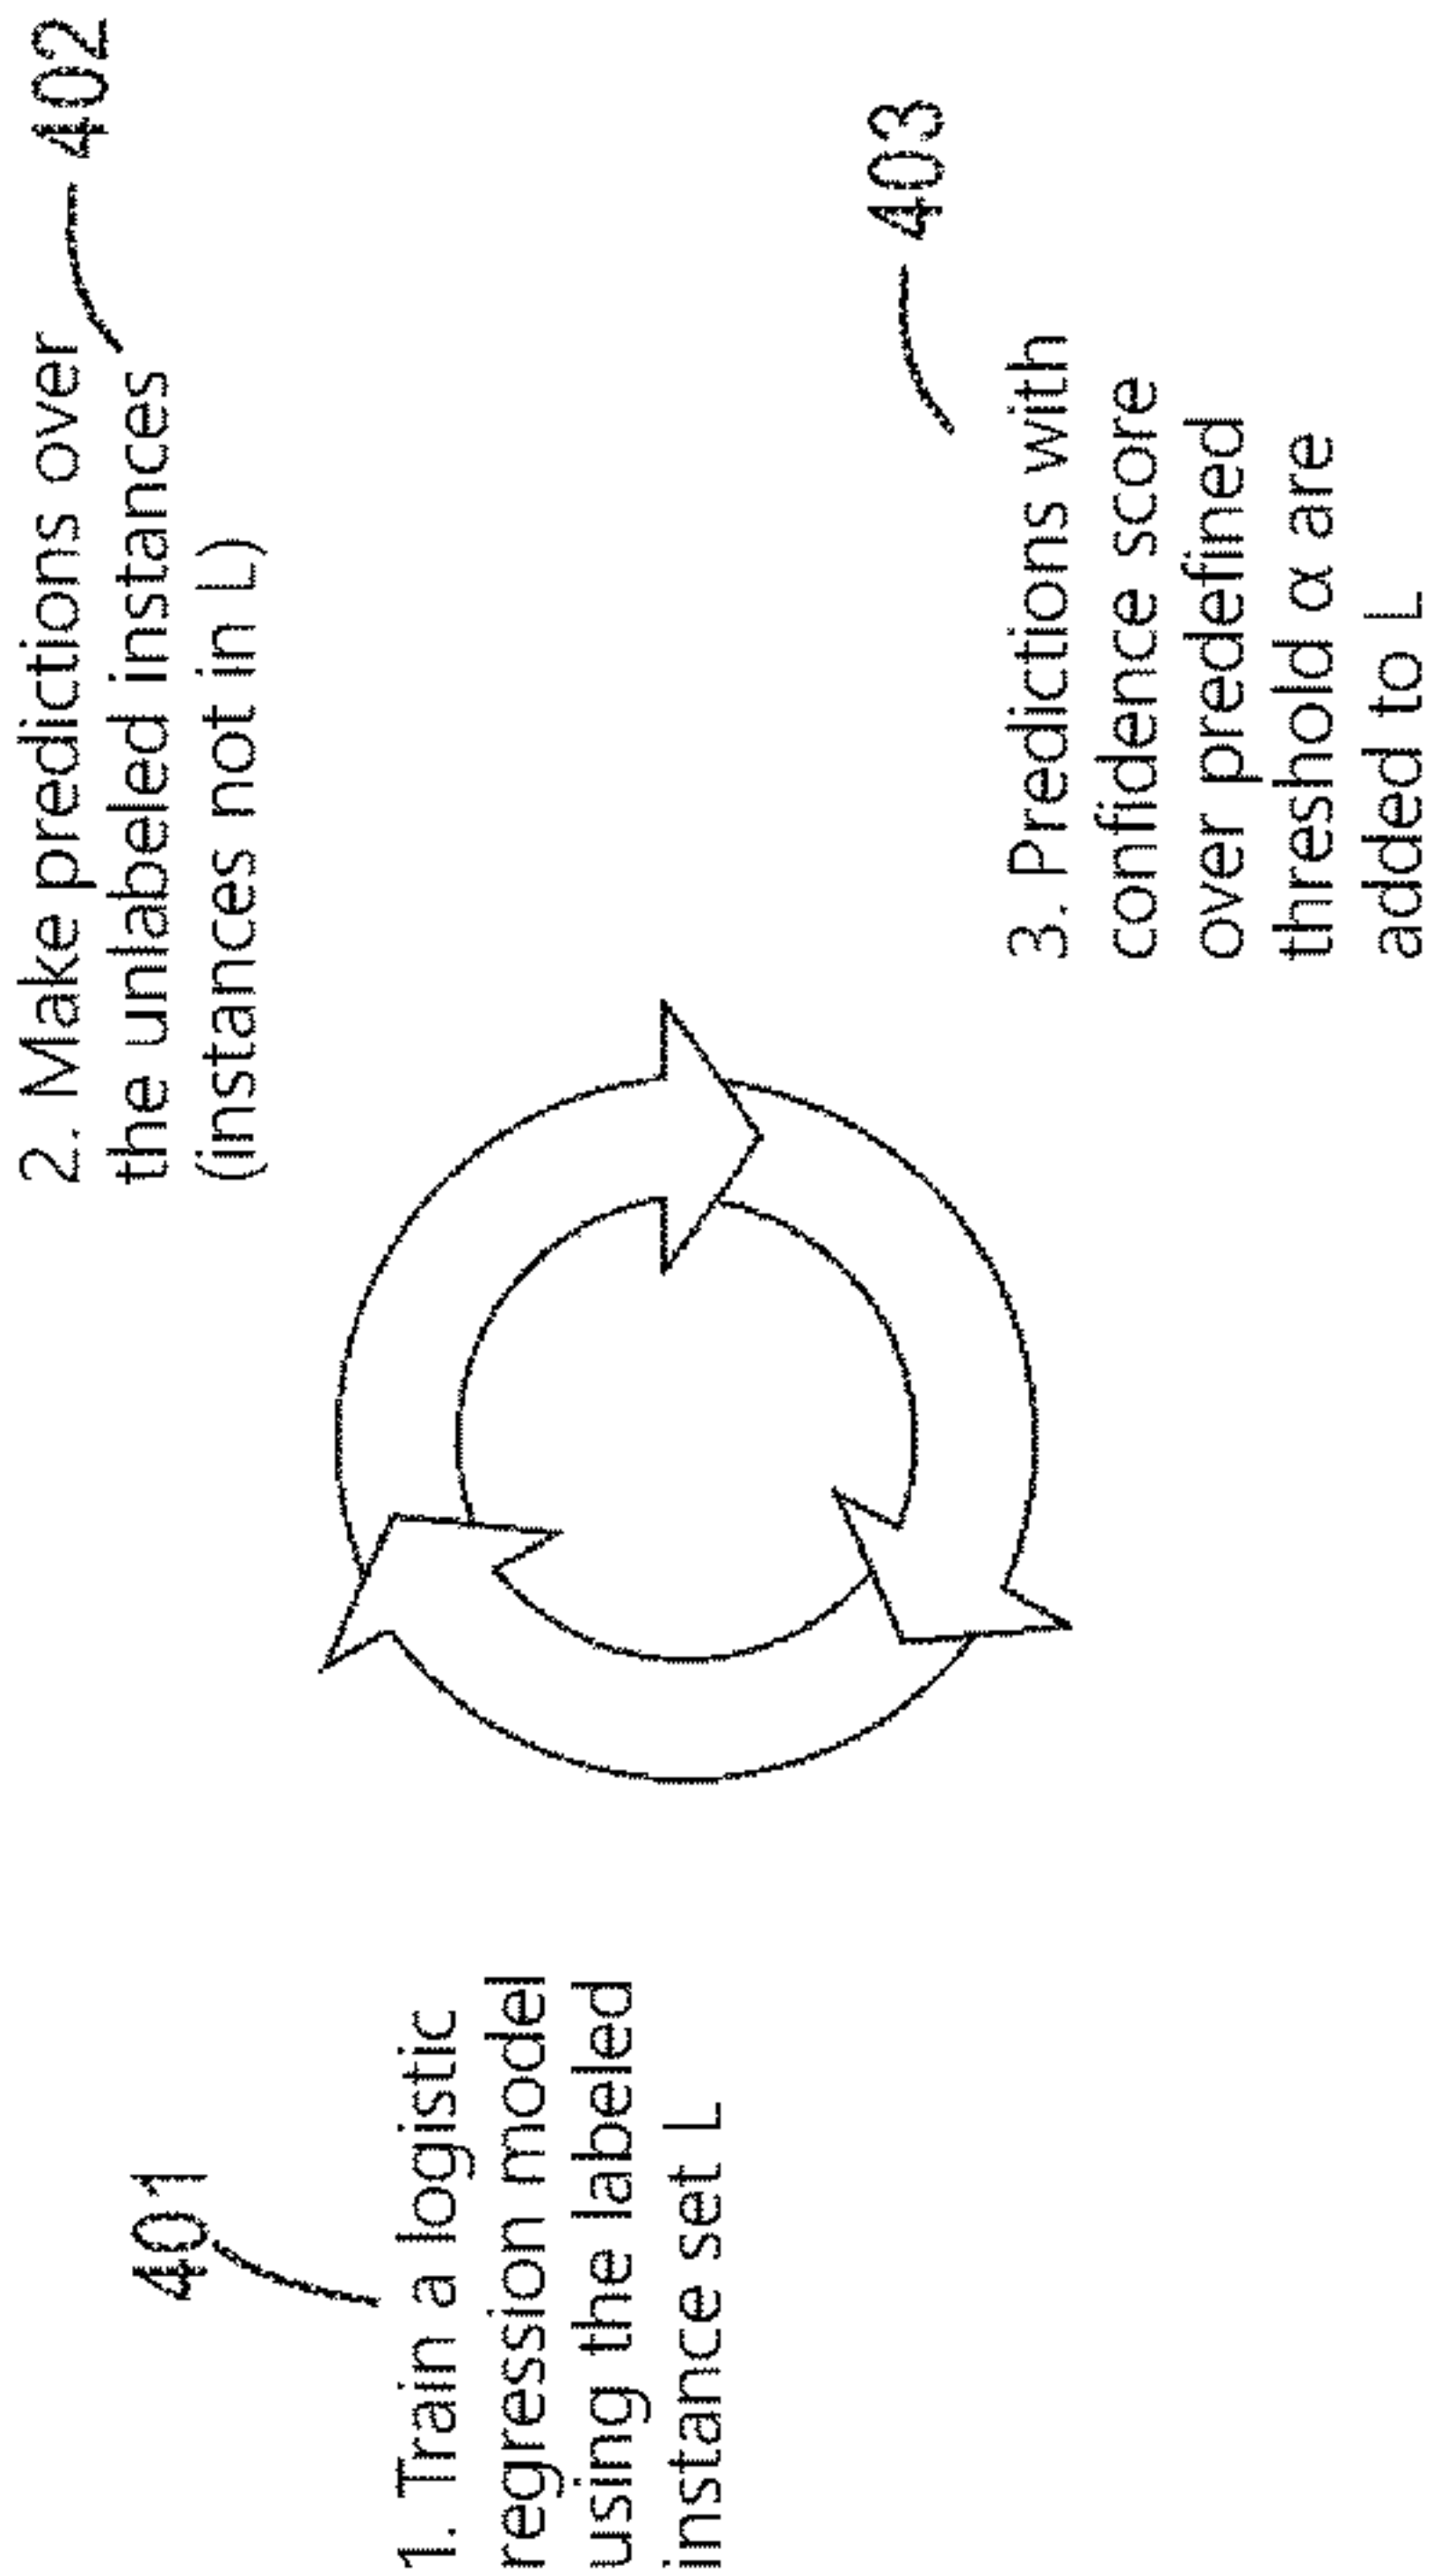 401
1. Train a logistic
regression model
using the labeled
instance set L
402
2. Make predictions over
the unlabeled instances
(instances not in L)
403
3. Predictions with
confidence score
over predefined
threshold α are
added to L